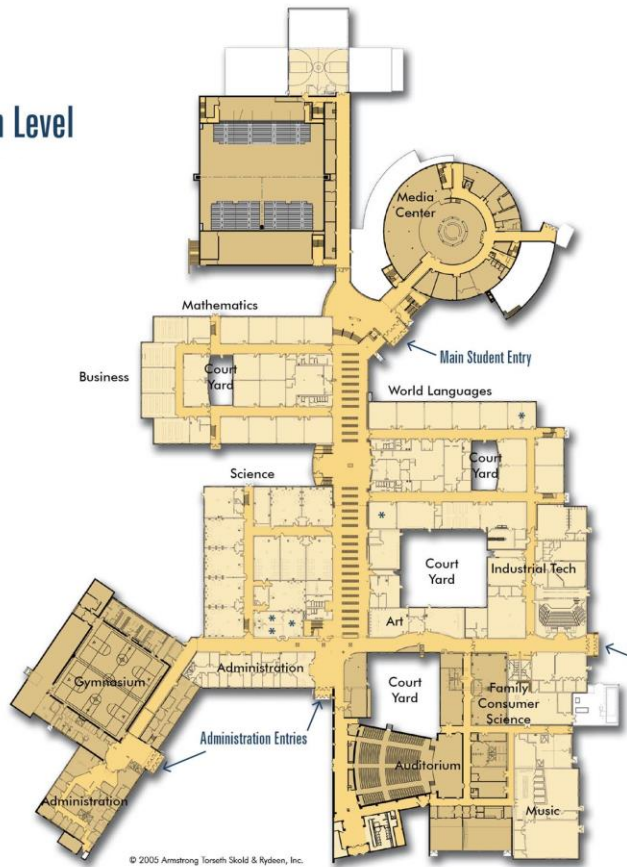 Level
Media
Center
Mathematics
Main Student Entry
Business
Court
Yard
World Languages
*
Court
Yard
Science
*
Court
Yard
Industrial Tech
*
* *
Art
Administration
Gymnasium
Court
Yard
Family
Consumer
Science
Administration Entries
Auditorium
Administration
Music
© 2005 Armstrong Torseth Skold & Rydeen, Inc.